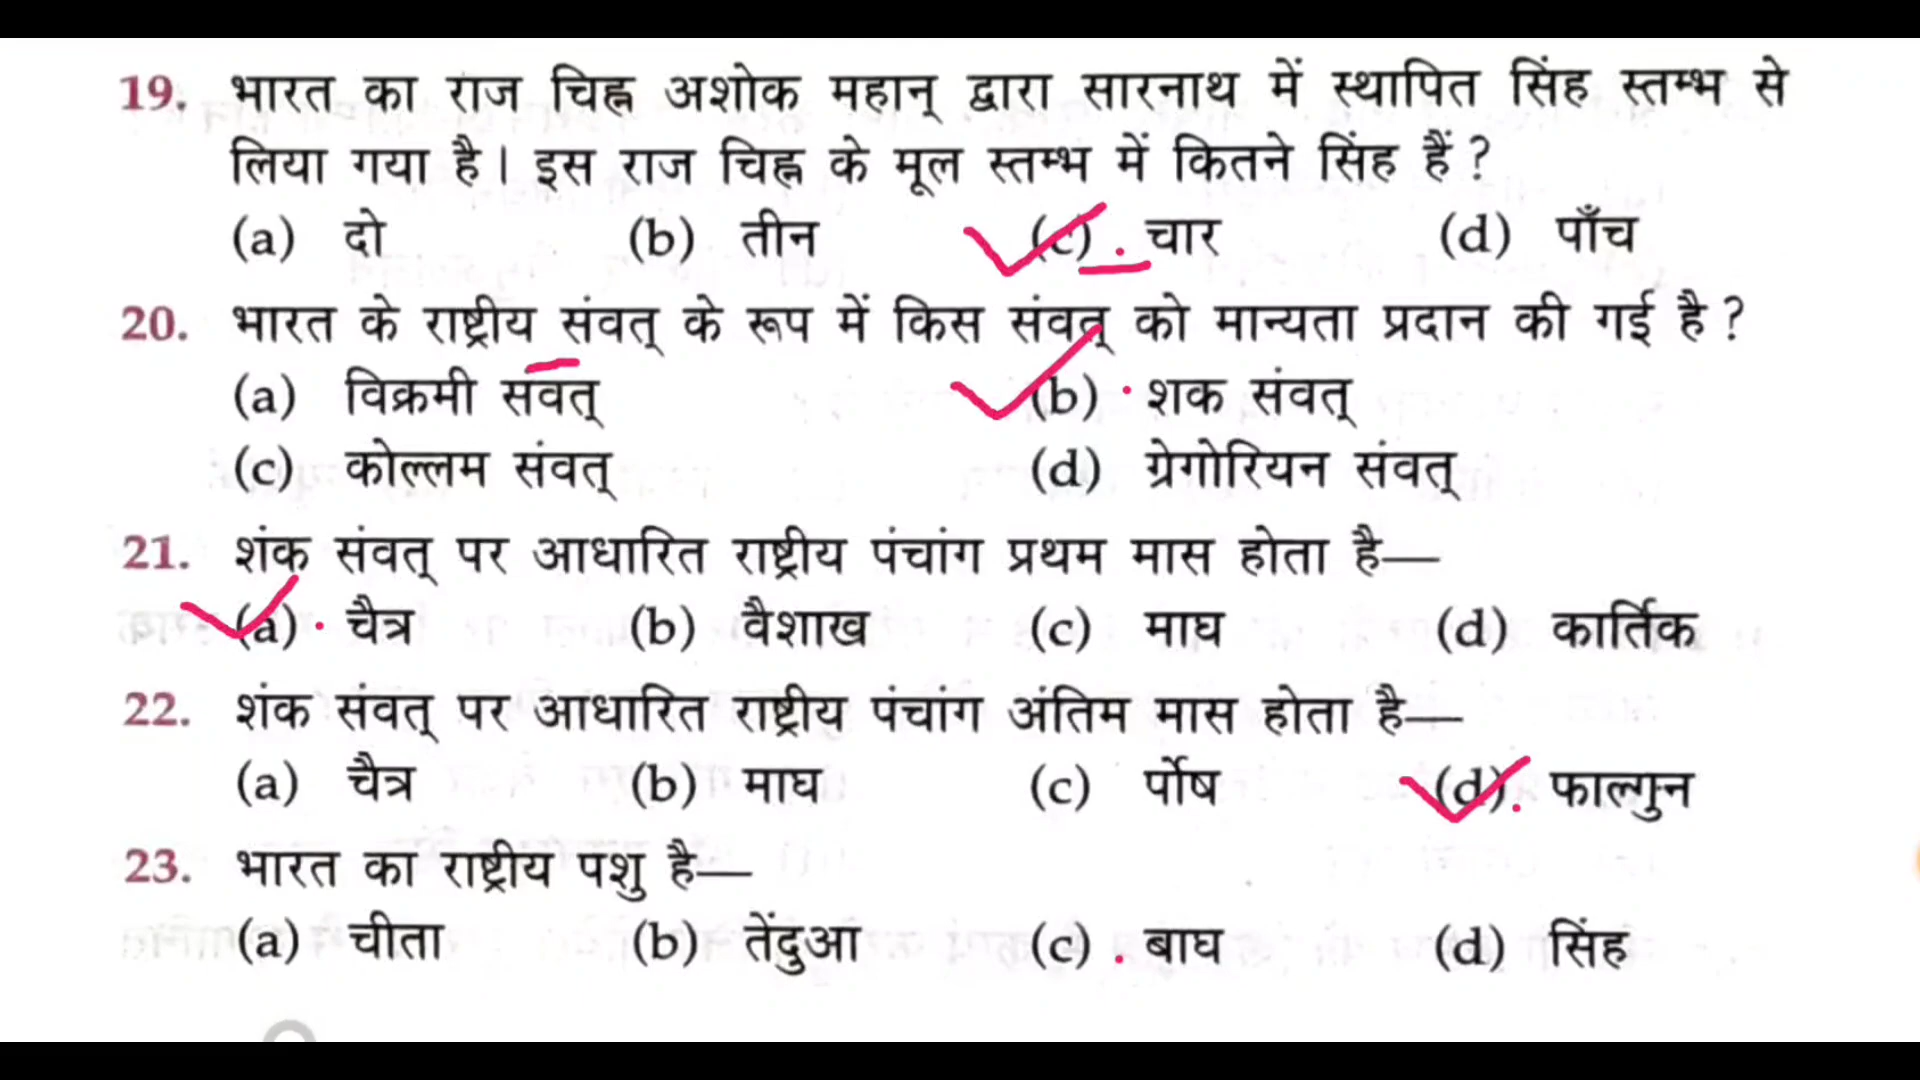 19. भारत का राज चिह्न अशोक महान् द्वारा सारनाथ में स्थापित सिंह स्तम्भ से
लिया गया है। इस राज चिह्न के मूल स्तम्भ में कितने सिंह हैं ?
(a) दो (b) तीन (c) चार (d) पाँच
20. भारत के राष्ट्रीय संवत् के रूप में किस संवत् को मान्यता प्रदान की गई है ?
(a) विक्रमी संवत् (b) शक संवत्
(c) कोल्लम संवत् (d) ग्रेगोरियन संवत्
21. शंक संवत् पर आधारित राष्ट्रीय पंचांग प्रथम मास होता है—
(a) चैत्र (b) वैशाख (c) माघ (d) कार्तिक
22. शंक संवत् पर आधारित राष्ट्रीय पंचांग अंतिम मास होता है—
(a) चैत्र (b) माघ (c) र्पोष (d) फाल्गुन
23. भारत का राष्ट्रीय पशु है—
(a) चीता (b) तेंदुआ (c) बाघ (d) सिंह